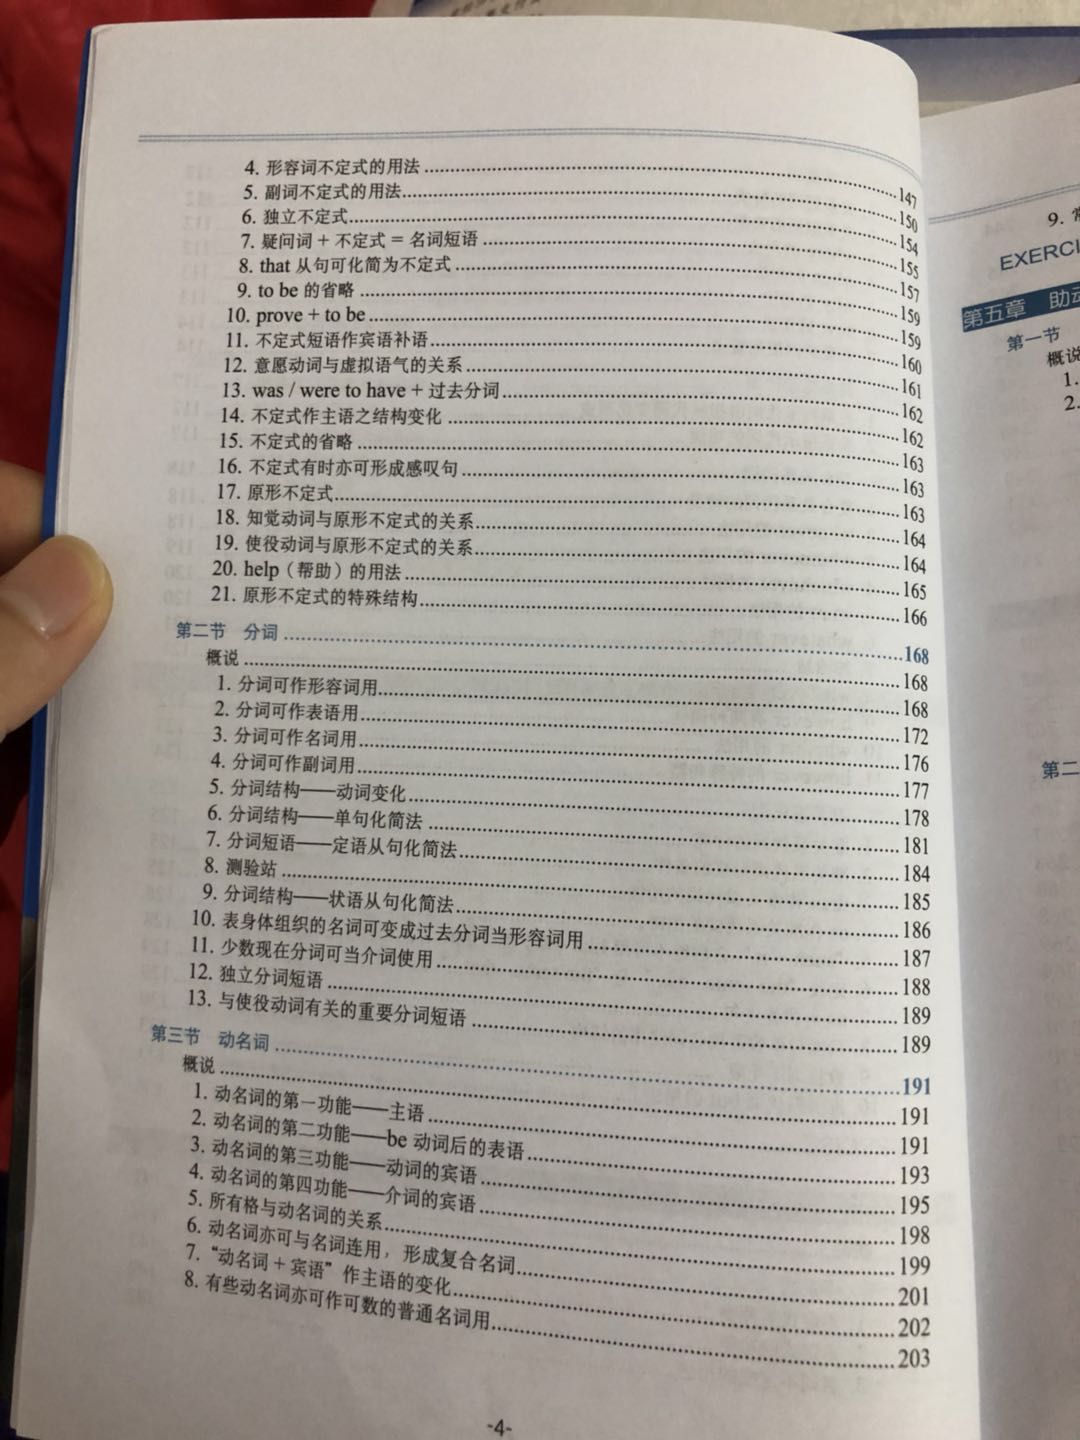 4. 形容词不定式的用法 147
5. 副词不定式的用法 150
6. 独立不定式 154
7. 疑问词 + 不定式 = 名词短语 155
8. that 从句可化简为不定式 157
9. to be 的省略 159
10. prove + to be 159
11. 不定式短语作宾语补语 160
12. 意愿动词与虚拟语气的关系 161
13. was / were to have + 过去分词 162
14. 不定式作主语之结构变化 162
15. 不定式的省略 163
16. 不定式有时亦可形成感叹句 163
17. 原形不定式 163
18. 知觉动词与原形不定式的关系 164
19. 使役动词与原形不定式的关系 164
20. help（帮助）的用法 165
21. 原形不定式的特殊结构 166
第二节 分词 168
概说 168
1. 分词可作形容词用 168
2. 分词可作表语用 172
3. 分词可作名词用 176
4. 分词可作副词用 177
5. 分词结构——动词变化 178
6. 分词结构——单句化简法 181
7. 分词短语——定语从句化简法 184
8. 测验站 185
9. 分词结构——状语从句化简法 186
10. 表身体组织的名词可变成过去分词当形容词用 187
11. 少数现在分词可当介词使用 188
12. 独立分词短语 189
13. 与使役动词有关的重要分词短语 189
第三节 动名词 191
概说 191
1. 动名词的第一功能——主语 191
2. 动名词的第二功能——be 动词后的表语 193
3. 动名词的第三功能——动词的宾语 195
4. 动名词的第四功能——介词的宾语 198
5. 所有格与动名词的关系 199
6. 动名词亦可与名词连用，形成复合名词 201
7. “动名词 + 宾语”作主语的变化 202
8. 有些动名词亦可作可数的普通名词用 203
-4-
9.
EXERCI
第五章 助动
第一节
概说
1.
2.
第二